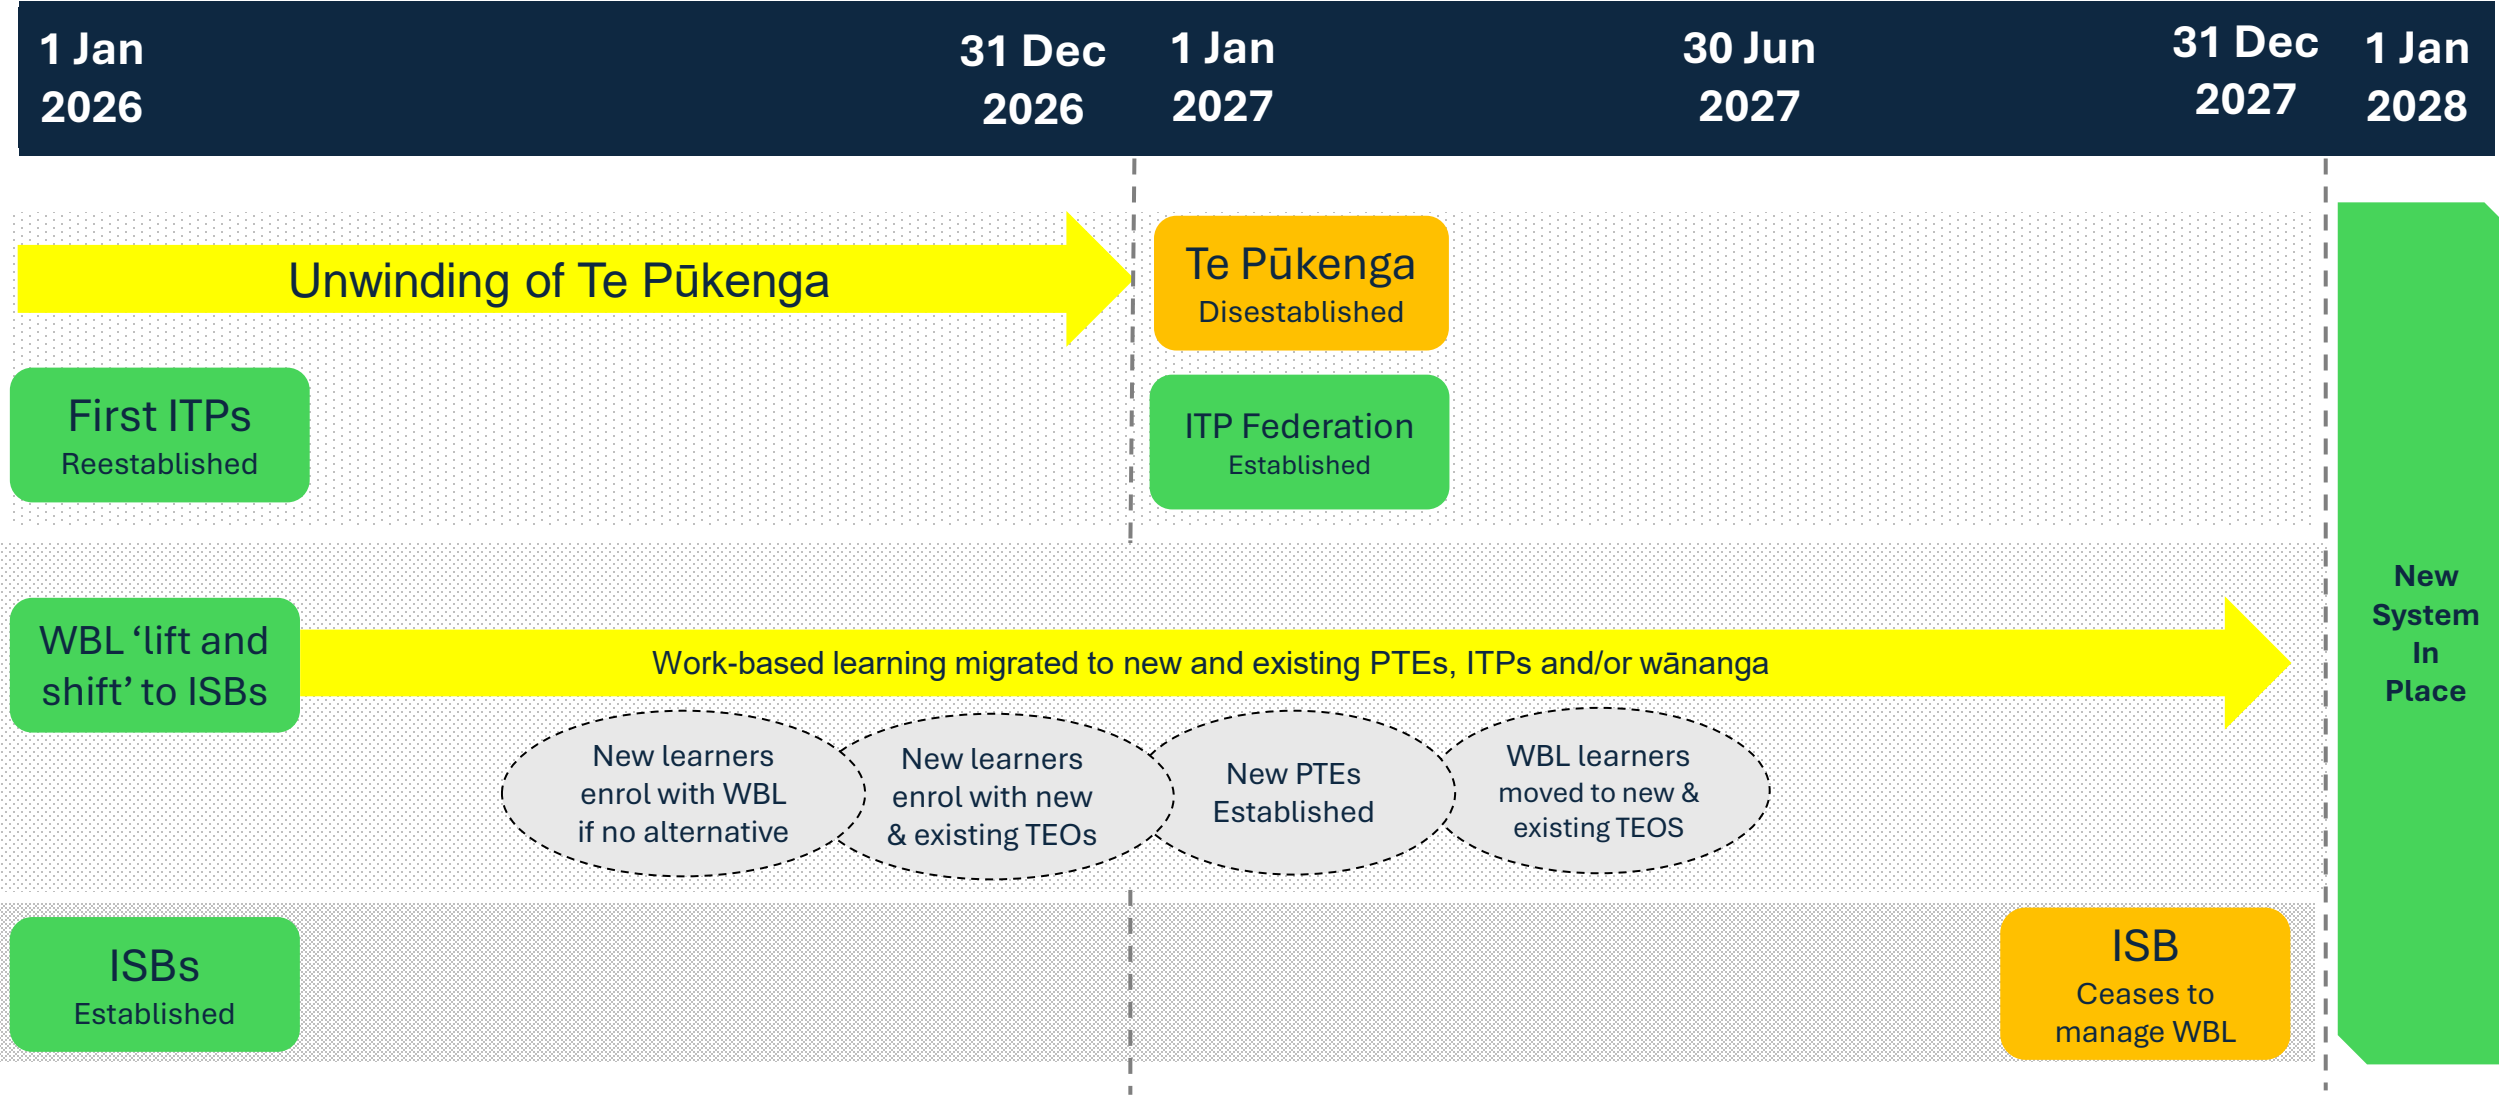 1 Jan
2026
31 Dec
2026
1 Jan
2027
30 Jun
2027
31 Dec
2027
1 Jan
2028
Unwinding of Te Pūkenga
Te Pūkenga
Disestablished
First ITPs
Reestablished
ITP Federation
Established
WBL ‘lift and
shift’ to ISBs
Work-based learning migrated to new and existing PTEs, ITPs and/or wānanga
New learners
enrol with WBL
if no alternative
New learners
enrol with new
& existing TEOs
New PTEs
Established
WBL learners
moved to new &
existing TEOS
ISBs
Established
ISB
Ceases to
manage WBL
New
System
In
Place